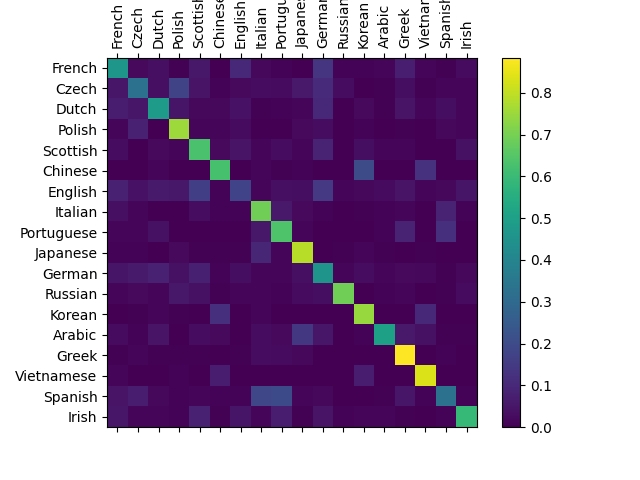 French Czech Dutch Polish Scottish Chinese English Italian Portugu Japanese German Russian Korean Arabic Greek Vietnam Spanish Irish
French
Czech
Dutch
Polish
Scottish
Chinese
English
Italian
Portuguese
Japanese
German
Russian
Korean
Arabic
Greek
Vietnamese
Spanish
Irish
0.8
0.7
0.6
0.5
0.4
0.3
0.2
0.1
0.0